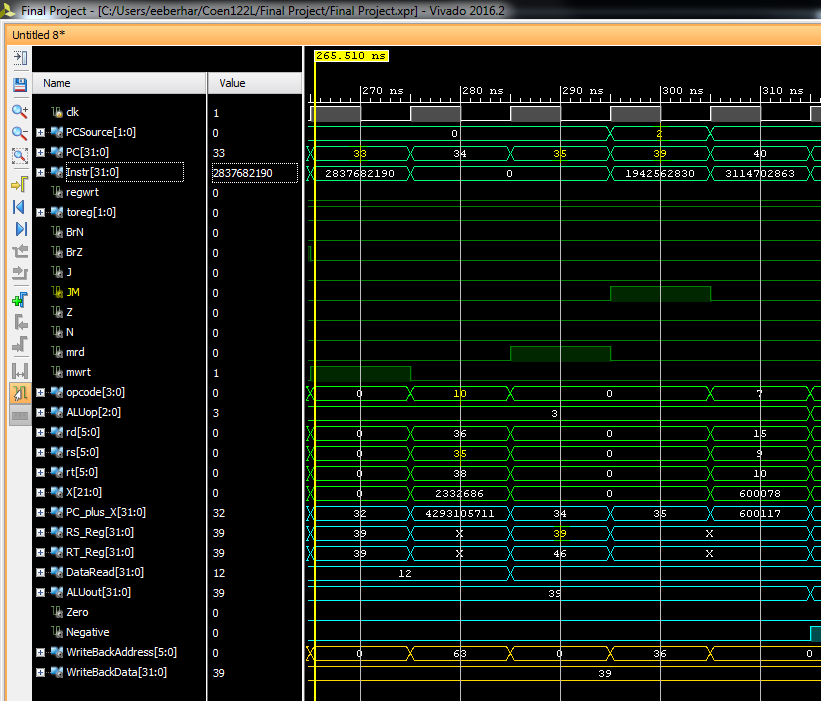 Final Project - [C:/Users/eeberhar/Coen122L/Final Project/Final Project.xpr] - Vivado 2016.2
Untitled 8*
265.510 ns
270 ns 280 ns 290 ns 300 ns 310 ns
Name Value
clk 1
PCSource[1:0] 0 0 2
PC[31:0] 33 33 34 35 39 40
Instr[31:0] 2837682190 2837682190 0 1942562830 3114702863
regwrt 0
toreg[1:0] 0
BrN 0
BrZ 0
J 0
JM 0
Z 0
N 0
mrd 0
mwrt 1
opcode[3:0] 0 0 10 0 7
ALUop[2:0] 3 3
rd[5:0] 0 0 36 0 15
rs[5:0] 0 0 35 0 9
rt[5:0] 0 0 38 0 10
X[21:0] 0 0 2332686 0 600078
PC_plus_X[31:0] 32 32 4293105711 34 35 600117
RS_Reg[31:0] 39 39 X 39 X
RT_Reg[31:0] 39 39 X 46 X
DataRead[31:0] 12 12
ALUout[31:0] 39 39
Zero 0
Negative 0
WriteBackAddress[5:0] 0 0 63 0 36 0
WriteBackData[31:0] 39 39